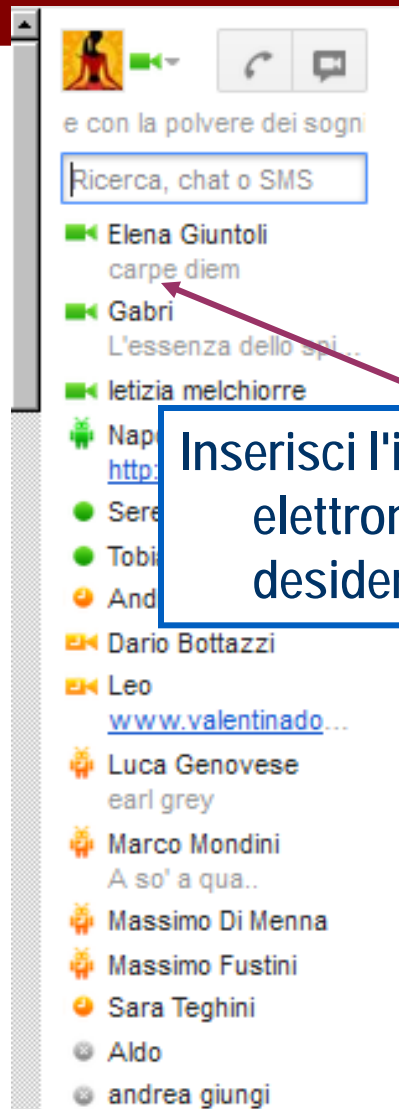 e con la polvere dei sogni
Ricerca, chat o SMS
Elena Giuntoli
carpe diem
Gabri
L'essenza dello spi...
letizia melchiorre
Inserisci l'i
http:
elettron
desider
Dario Bottazzi
Leo
www.valentinado...
Luca Genovese
earl grey
Marco Mondini
A so' a qua..
Massimo Di Menna
Massimo Fustini
Sara Teghini
Aldo
andrea giungi